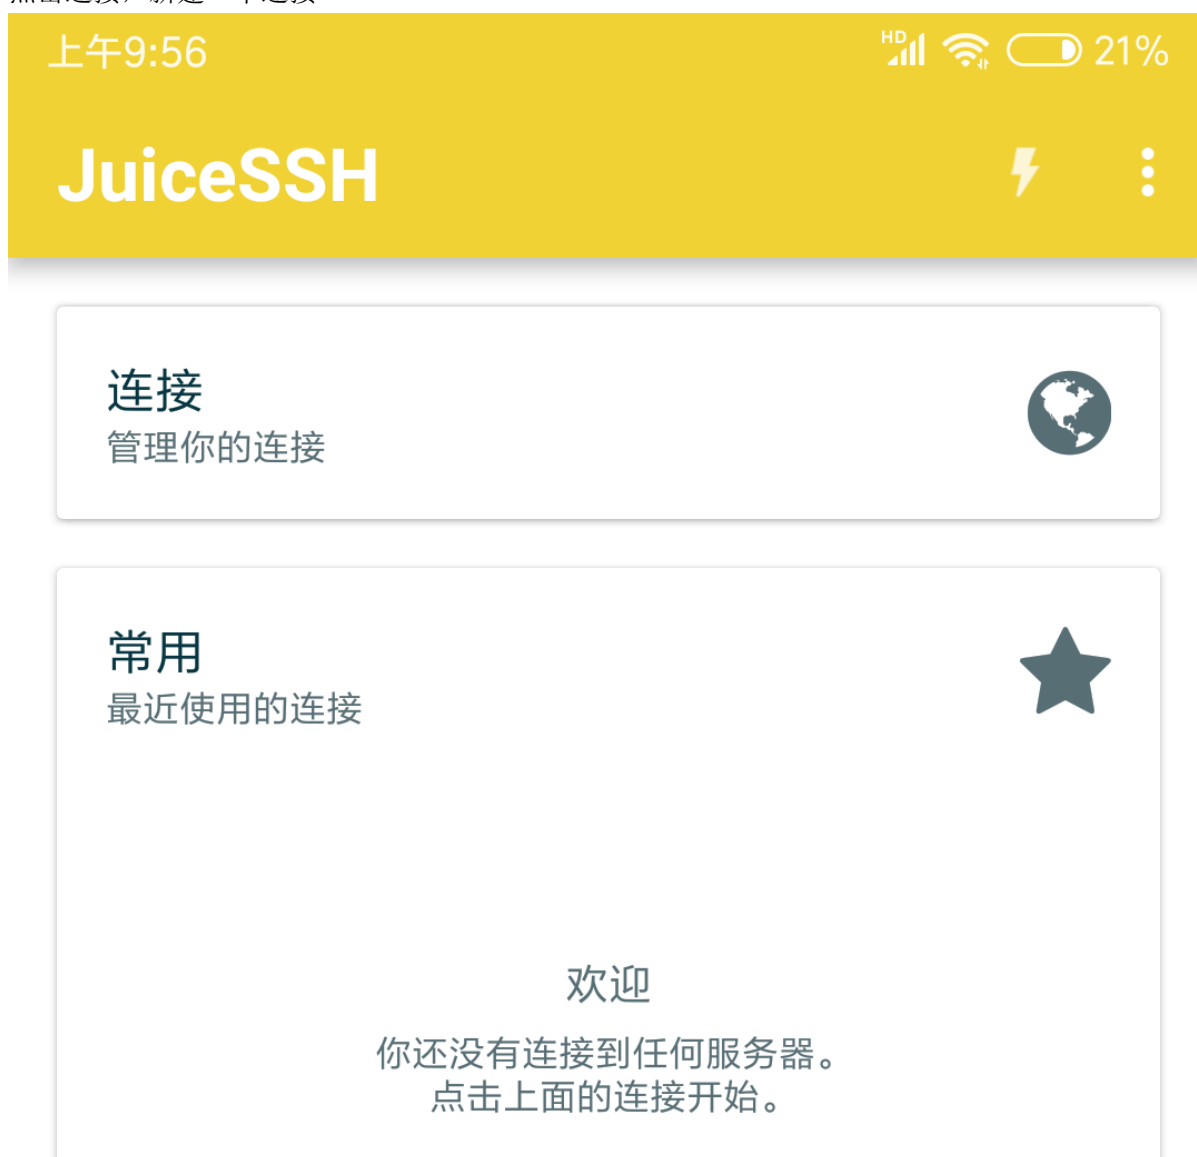 上午9:56 HD 21%
JuiceSSH
连接
管理你的连接
常用
最近使用的连接
欢迎
你还没有连接到任何服务器。
点击上面的连接开始。